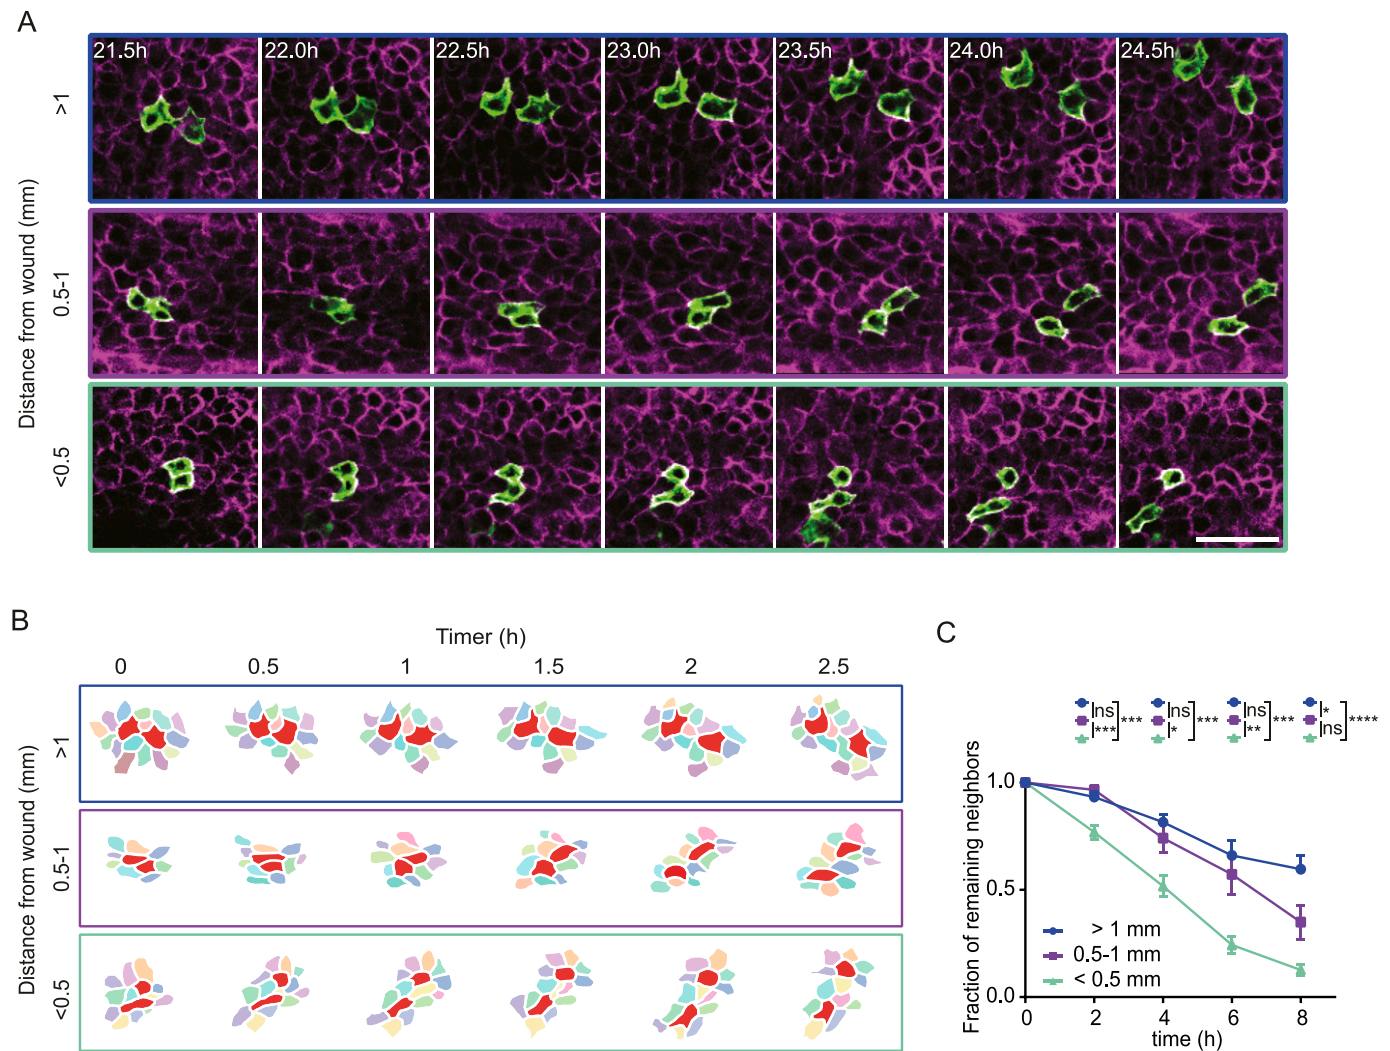 A
21.5h 22.0h 22.5h 23.0h 23.5h 24.0h 24.5h
Distance from wound (mm)
>1
0.5-1
<0.5
B
Timer (h)
0 0.5 1 1.5 2 2.5
Distance from wound (mm)
>1
0.5-1
<0.5
C
ns *** ns *** ns *** * ****
*** * ** ns
Fraction of remaining neighbors
1.0
0.5
0.0
> 1 mm
0.5-1 mm
< 0.5 mm
0 2 4 6 8
time (h)